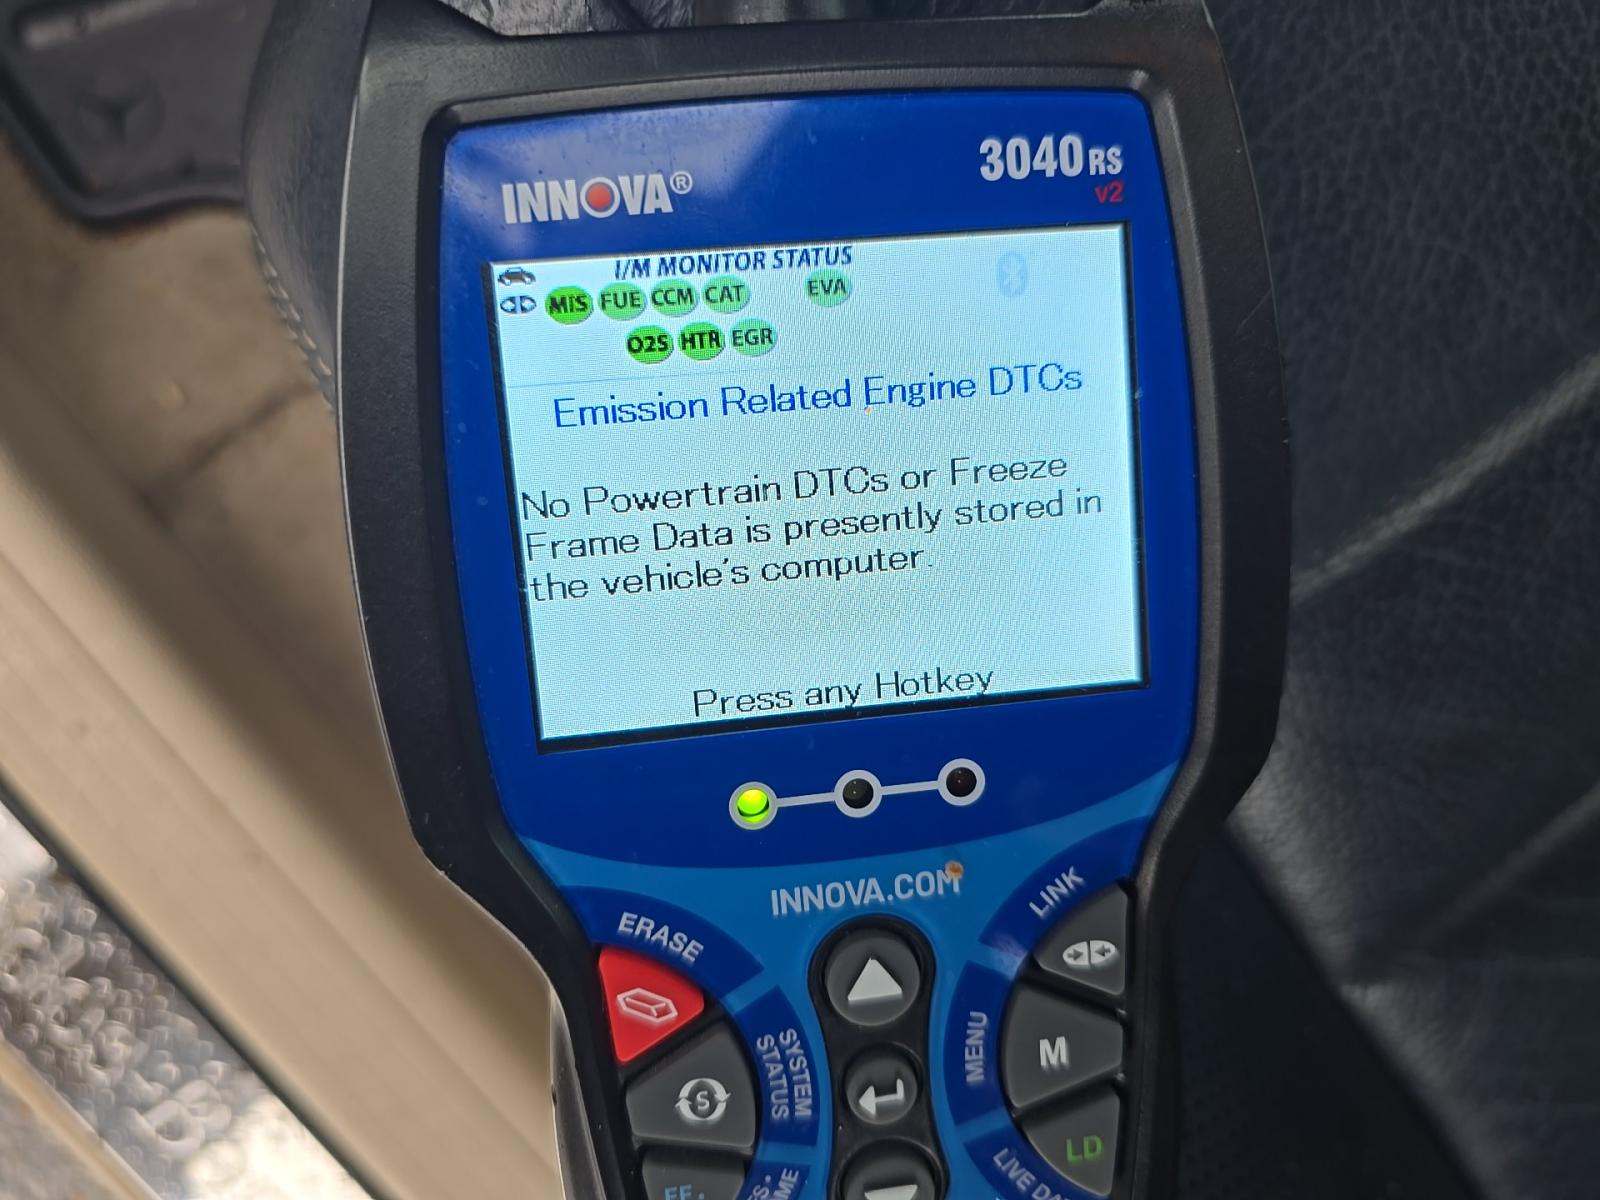 INNOVA®
3040RS
v2
I/M MONITOR STATUS
MIS FUE CCM CAT EVA
O2S HTR EGR
Emission Related Engine DTCs
No Powertrain DTCs or Freeze
Frame Data is presently stored in
the vehicle's computer.
Press any Hotkey
INNOVA.COM
ERASE
LINK
SYSTEM
STATUS
S
MENU
M
LD